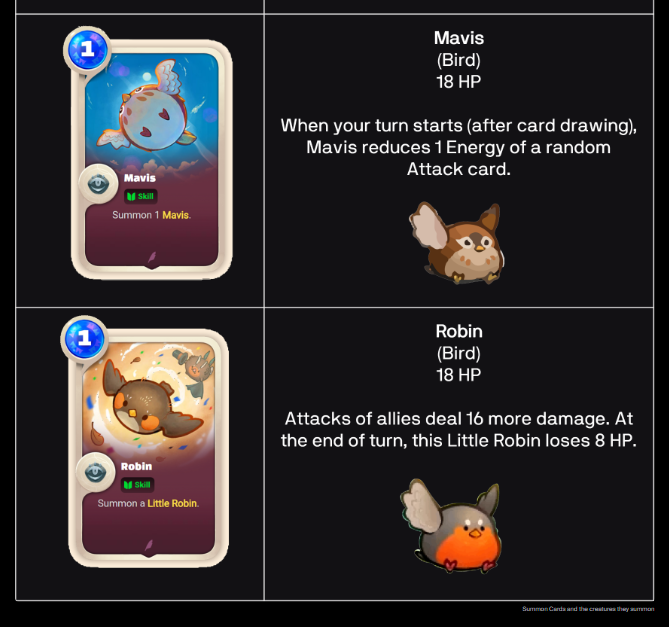 1
Mavis
Skill
Summon 1 Mavis.
Mavis
(Bird)
18 HP
When your turn starts (after card drawing),
Mavis reduces 1 Energy of a random
Attack card.
1
Robin
Skill
Summon a Little Robin.
Robin
(Bird)
18 HP
Attacks of allies deal 16 more damage. At
the end of turn, this Little Robin loses 8 HP.
Summon Cards and the creatures they summon